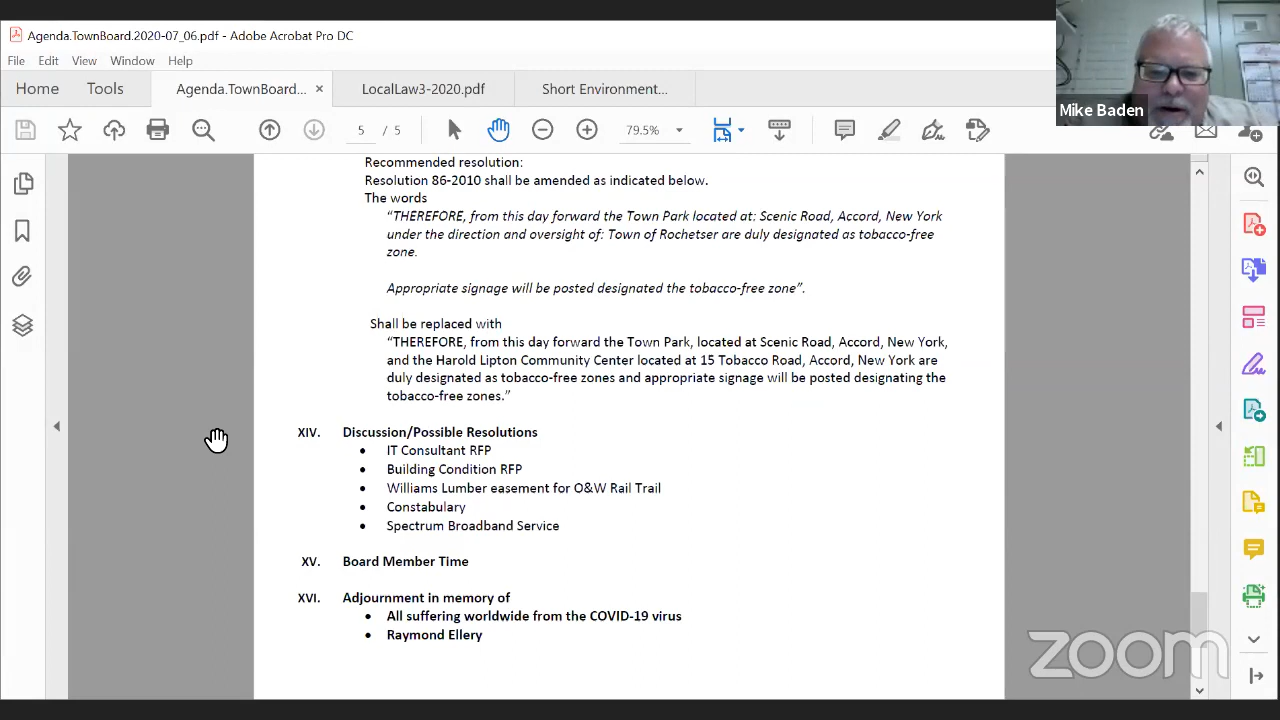 Agenda.TownBoard.2020-07_06.pdf - Adobe Acrobat Pro DC
File Edit View Window Help
Home Tools Agenda.TownBoard... × LocalLaw3-2020.pdf Short Environment...
5 / 5 79.5%
Mike Baden
Recommended resolution:
Resolution 86-2010 shall be amended as indicated below.
The words
“THEREFORE, from this day forward the Town Park located at: Scenic Road, Accord, New York
under the direction and oversight of: Town of Rochetser are duly designated as tobacco-free
zone.
Appropriate signage will be posted designated the tobacco-free zone”.
Shall be replaced with
“THEREFORE, from this day forward the Town Park, located at Scenic Road, Accord, New York,
and the Harold Lipton Community Center located at 15 Tobacco Road, Accord, New York are
duly designated as tobacco-free zones and appropriate signage will be posted designating the
tobacco-free zones.”
XIV. Discussion/Possible Resolutions
• IT Consultant RFP
• Building Condition RFP
• Williams Lumber easement for O&W Rail Trail
• Constabulary
• Spectrum Broadband Service
XV. Board Member Time
XVI. Adjournment in memory of
• All suffering worldwide from the COVID-19 virus
• Raymond Ellery
zoom